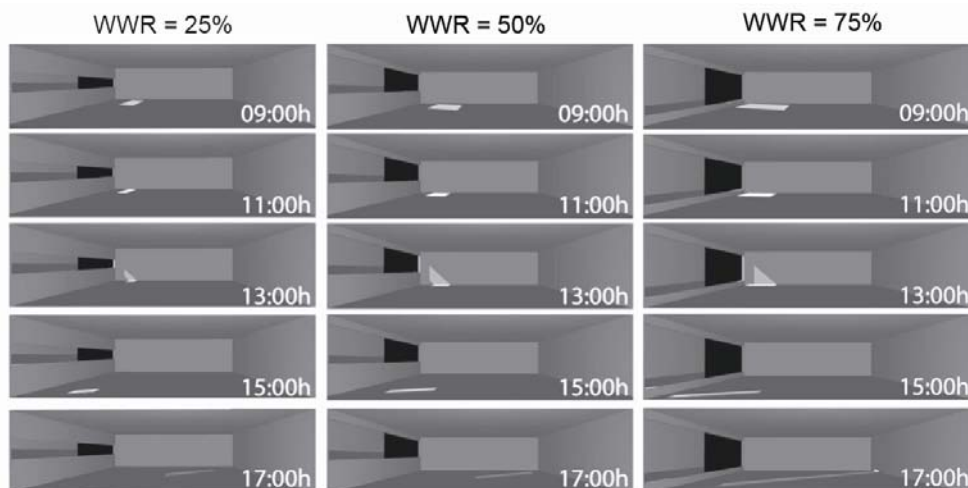 WWR = 25% WWR = 50% WWR = 75%
09:00h 09:00h 09:00h
11:00h 11:00h 11:00h
13:00h 13:00h 13:00h
15:00h 15:00h 15:00h
17:00h 17:00h 17:00h